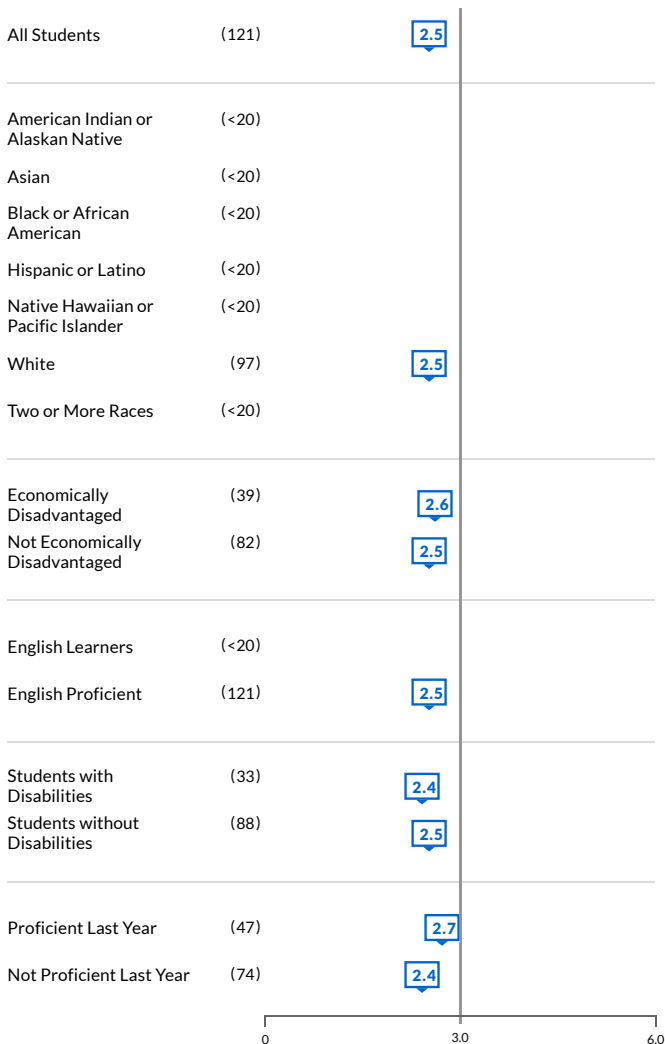 All Students (121) 2.5
American Indian or (<20)
Alaskan Native
Asian (<20)
Black or African (<20)
American
Hispanic or Latino (<20)
Native Hawaiian or (<20)
Pacific Islander
White (97) 2.5
Two or More Races (<20)
Economically (39) 2.6
Disadvantaged
Not Economically (82) 2.5
Disadvantaged
English Learners (<20)
English Proficient (121) 2.5
Students with (33) 2.4
Disabilities
Students without (88) 2.5
Disabilities
Proficient Last Year (47) 2.7
Not Proficient Last Year (74) 2.4
0 3.0 6.0